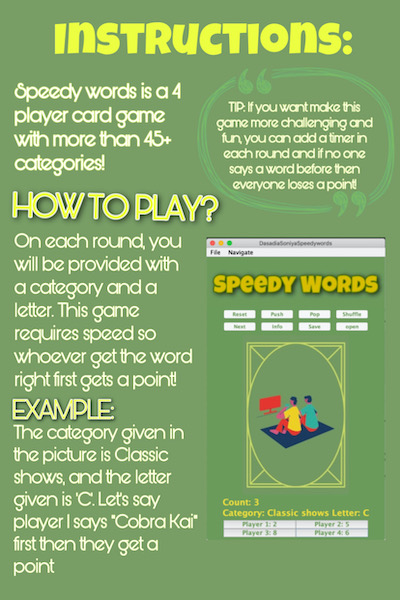 Instructions:
Speedy words is a 4
player card game
with more than 45+
categories!
TIP: If you want make this
game more challenging and
fun, you can add a timer in
each round and if no one
says a word before then
everyone loses a point!
HOW TO PLAY?
On each round, you
will be provided with
a category and a
letter. This game
requires speed so
whoever get the word
right first gets a point!
EXAMPLE:
The category given in
the picture is Classic
shows, and the letter
given is 'C'. Let's say
player 1 says "Cobra Kai"
first then they get a
point
DasadiaSoniyaSpeedywords
File Navigate
Speedy Words
Reset Push Pop Shuffle
Next Info Save open
Count: 3
Category: Classic shows Letter: C
Player 1: 2 Player 2: 5
Player 3: 8 Player 4: 6